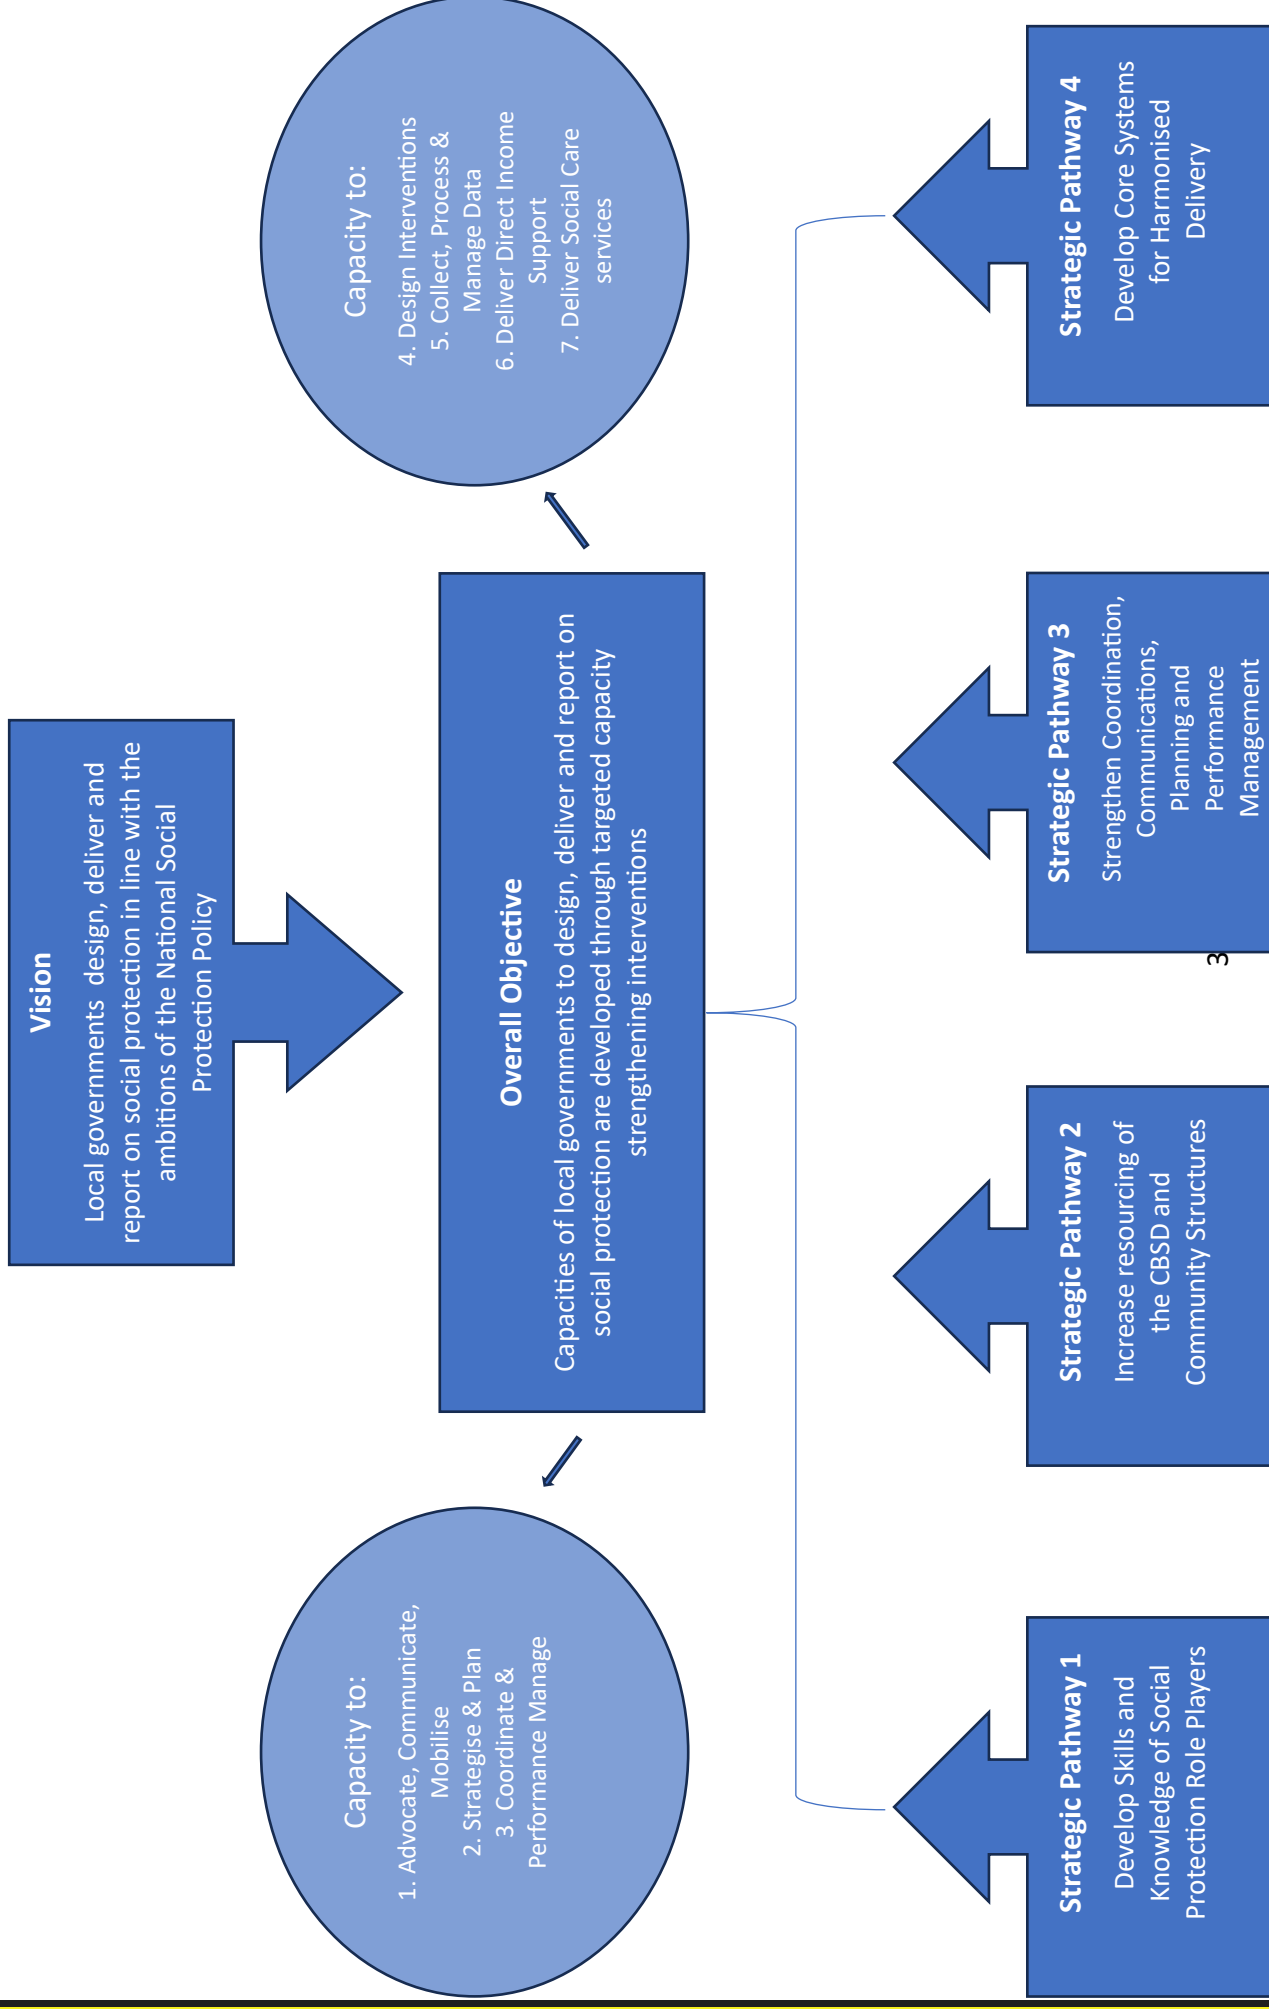 Vision
Local governments  design, deliver and
report on social protection in line with the
ambitions of the National Social
Protection Policy
Capacity to:
1. Advocate, Communicate,
Mobilise
2. Strategise & Plan
3. Coordinate &
Performance Manage
Overall Objective
Capacities of local governments to design, deliver and report on
social protection are developed through targeted capacity
strengthening interventions
Capacity to:
4. Design Interventions
5. Collect, Process &
Manage Data
6. Deliver Direct Income
Support
7. Deliver Social Care
services
Strategic Pathway 1
Develop Skills and
Knowledge of Social
Protection Role Players
Strategic Pathway 2
Increase resourcing of
the CBSD and
Community Structures
Strategic Pathway 3
Strengthen Coordination,
Communications,
Planning and
Performance
Management
Strategic Pathway 4
Develop Core Systems
for Harmonised
Delivery
3